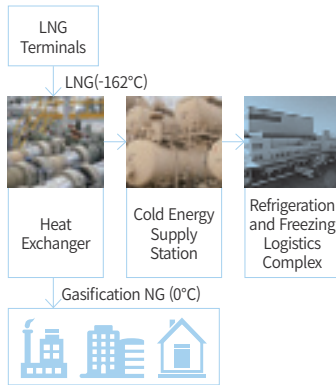 LNG
Terminals
LNG(-162°C)
Heat
Exchanger
Cold Energy
Supply
Station
Refrigeration
and Freezing
Logistics
Complex
Gasification NG (0°C)